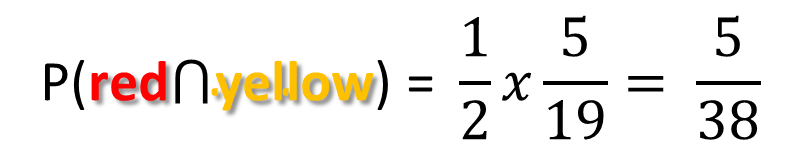 P(red∩yellow) = 1/2 x 5/19 = 5/38